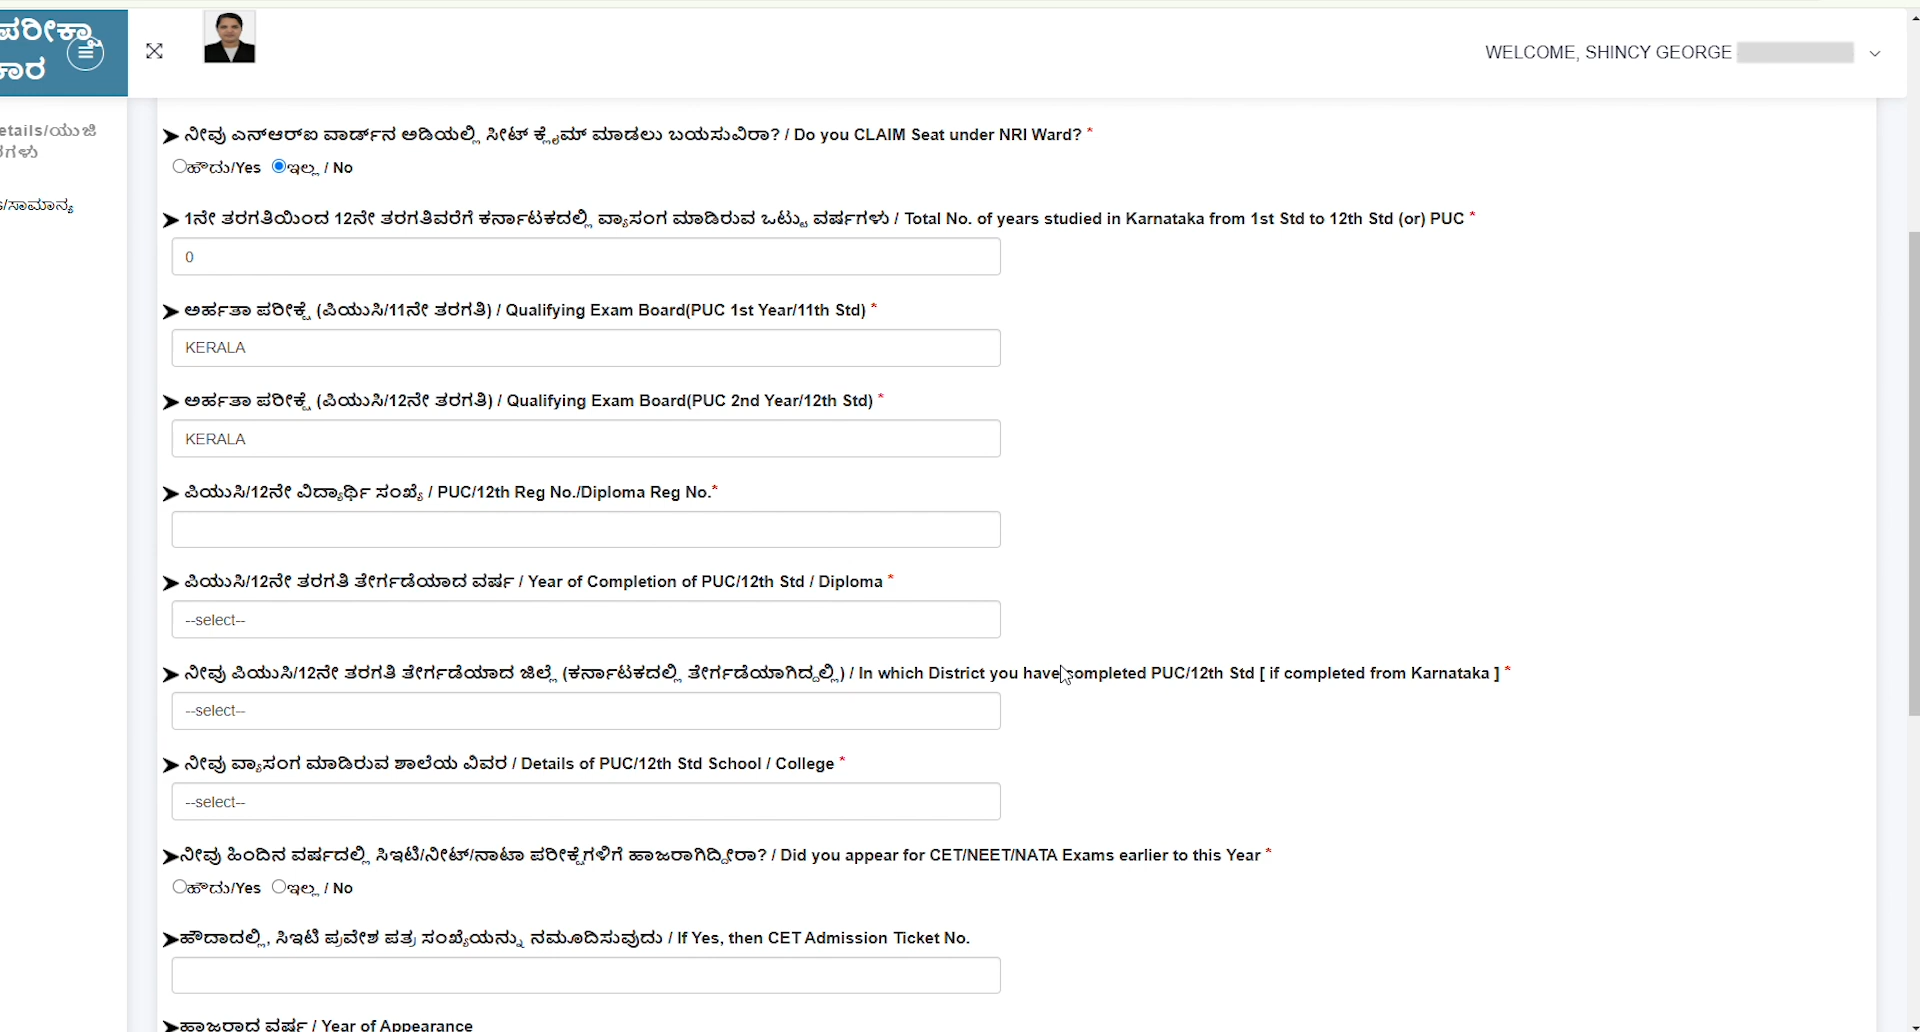 ಪರೀಕ್ಷಾ
ಕಾರ
WELCOME, SHINCY GEORGE
etails/ಯುಜಿ
ರಗಳು
s/ಸಾಮಾನ್ಯ
➤ ನೀವು ಎನ್ಆರ್ಐ ವಾರ್ಡ್‌ನ ಅಡಿಯಲ್ಲಿ ಸೀಟ್ ಕ್ಲೈಮ್ ಮಾಡಲು ಬಯಸುವಿರಾ? / Do you CLAIM Seat under NRI Ward? *
ಹೌದು/Yes ಇಲ್ಲ / No
➤ 1ನೇ ತರಗತಿಯಿಂದ 12ನೇ ತರಗತಿವರೆಗೆ ಕರ್ನಾಟಕದಲ್ಲಿ ವ್ಯಾಸಂಗ ಮಾಡಿರುವ ಒಟ್ಟು ವರ್ಷಗಳು / Total No. of years studied in Karnataka from 1st Std to 12th Std (or) PUC *
0
➤ ಅರ್ಹತಾ ಪರೀಕ್ಷೆ (ಪಿಯುಸಿ/11ನೇ ತರಗತಿ) / Qualifying Exam Board(PUC 1st Year/11th Std) *
KERALA
➤ ಅರ್ಹತಾ ಪರೀಕ್ಷೆ (ಪಿಯುಸಿ/12ನೇ ತರಗತಿ) / Qualifying Exam Board(PUC 2nd Year/12th Std) *
KERALA
➤ ಪಿಯುಸಿ/12ನೇ ವಿದ್ಯಾರ್ಥಿ ಸಂಖ್ಯೆ / PUC/12th Reg No./Diploma Reg No.*
➤ ಪಿಯುಸಿ/12ನೇ ತರಗತಿ ತೇರ್ಗಡೆಯಾದ ವರ್ಷ / Year of Completion of PUC/12th Std / Diploma *
--select--
➤ ನೀವು ಪಿಯುಸಿ/12ನೇ ತರಗತಿ ತೇರ್ಗಡೆಯಾದ ಜಿಲ್ಲೆ (ಕರ್ನಾಟಕದಲ್ಲಿ ತೇರ್ಗಡೆಯಾಗಿದ್ದಲ್ಲಿ) / In which District you have completed PUC/12th Std [ if completed from Karnataka ] *
--select--
➤ ನೀವು ವ್ಯಾಸಂಗ ಮಾಡಿರುವ ಶಾಲೆಯ ವಿವರ / Details of PUC/12th Std School / College *
--select--
➤ನೀವು ಹಿಂದಿನ ವರ್ಷದಲ್ಲಿ ಸಿಇಟಿ/ನೀಟ್/ನಾಟಾ ಪರೀಕ್ಷೆಗಳಿಗೆ ಹಾಜರಾಗಿದ್ದೀರಾ? / Did you appear for CET/NEET/NATA Exams earlier to this Year *
ಹೌದು/Yes ಇಲ್ಲ / No
➤ಹೌದಾದಲ್ಲಿ, ಸಿಇಟಿ ಪ್ರವೇಶ ಪತ್ರ ಸಂಖ್ಯೆಯನ್ನು ನಮೂದಿಸುವುದು / If Yes, then CET Admission Ticket No.
➤ಹಾಜರಾದ ವರ್ಷ / Year of Appearance